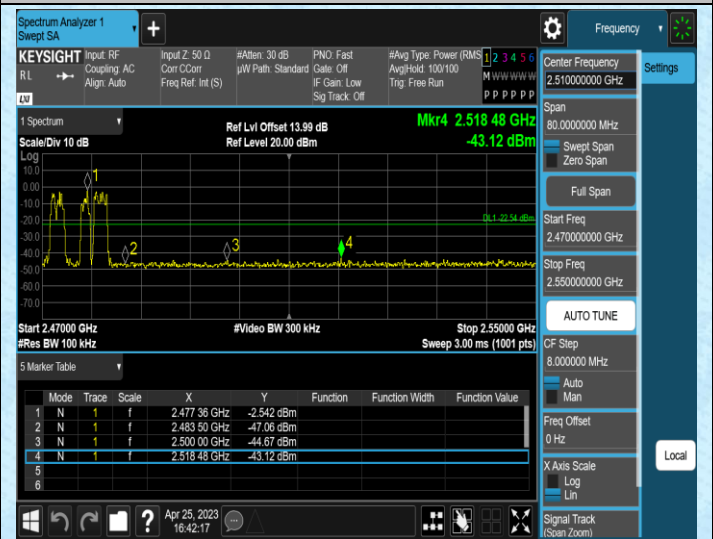 Spectrum Analyzer 1
Swept SA
Frequency
KEYSIGHT
RL
LXI
Input: RF
Coupling: AC
Align: Auto
Input Z: 50 Ω
Corr CCorr
Freq Ref: Int (S)
#Atten: 30 dB
µW Path: Standard
PNO: Fast
Gate: Off
IF Gain: Low
Sig Track: Off
#Avg Type: Power (RMS
Avg|Hold: 100/100
Trig: Free Run
1 2 3 4 5 6
M W W W W W
P P P P P P
Center Frequency
2.510000000 GHz
Settings
1 Spectrum
Scale/Div 10 dB
Ref Lvl Offset 13.99 dB
Ref Level 20.00 dBm
Mkr4 2.518 48 GHz
-43.12 dBm
Log
10.0
0.00
-10.0
-20.0
-30.0
-40.0
-50.0
-60.0
-70.0
1
2
3
4
DL1 -22.54 dBm
Start 2.47000 GHz
#Res BW 100 kHz
#Video BW 300 kHz
Stop 2.55000 GHz
Sweep 3.00 ms (1001 pts)
Span
80.0000000 MHz
Swept Span
Zero Span
Full Span
Start Freq
2.470000000 GHz
Stop Freq
2.550000000 GHz
AUTO TUNE
CF Step
8.000000 MHz
Auto
Man
Freq Offset
0 Hz
X Axis Scale
Log
Lin
Signal Track
(Span Zoom)
Local
5 Marker Table
Mode Trace Scale X Y Function Function Width Function Value
1 N 1 f 2.477 36 GHz -2.542 dBm
2 N 1 f 2.483 50 GHz -47.06 dBm
3 N 1 f 2.500 00 GHz -44.67 dBm
4 N 1 f 2.518 48 GHz -43.12 dBm
5
6
Apr 25, 2023
16:42:17